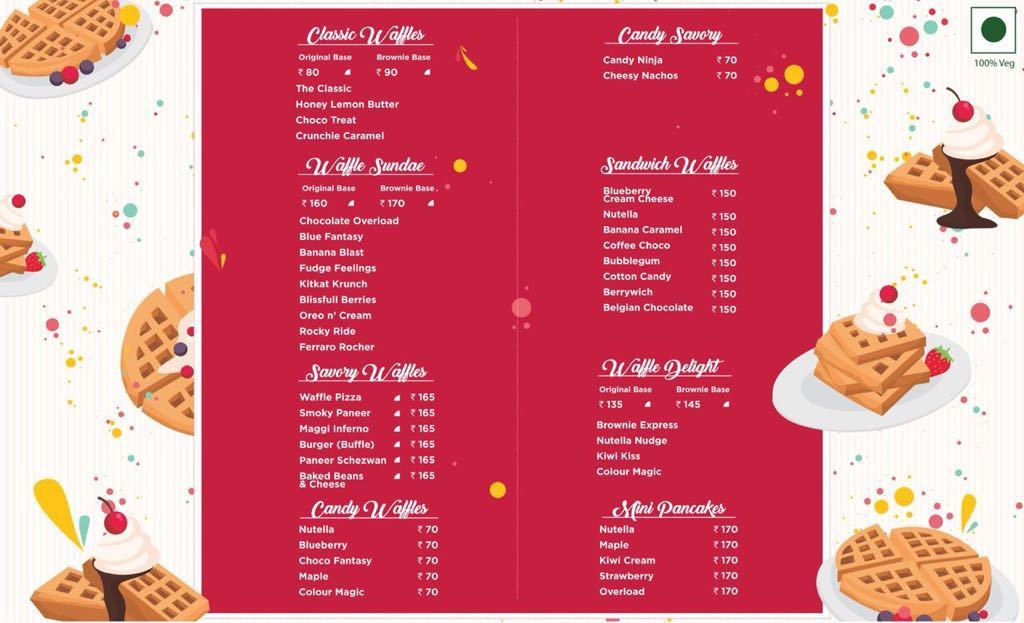 Classic Waffles
Original Base Brownie Base
₹ 80 ₹ 90
The Classic
Honey Lemon Butter
Choco Treat
Crunchie Caramel
Waffle Sundae
Original Base Brownie Base
₹ 160 ₹ 170
Chocolate Overload
Blue Fantasy
Banana Blast
Fudge Feelings
Kitkat Krunch
Blissfull Berries
Oreo n' Cream
Rocky Ride
Ferraro Rocher
Savory Waffles
Waffle Pizza ₹ 165
Smoky Paneer ₹ 165
Maggi Inferno ₹ 165
Burger (Buffle) ₹ 165
Paneer Schezwan ₹ 165
Baked Beans ₹ 165
& Cheese
Candy Waffles
Nutella ₹ 70
Blueberry ₹ 70
Choco Fantasy ₹ 70
Maple ₹ 70
Colour Magic ₹ 70
Candy Savory
Candy Ninja ₹ 70
Cheesy Nachos ₹ 70
Sandwich Waffles
Blueberry ₹ 150
Cream Cheese
Nutella ₹ 150
Banana Caramel ₹ 150
Coffee Choco ₹ 150
Bubblegum ₹ 150
Cotton Candy ₹ 150
Berrywich ₹ 150
Belgian Chocolate ₹ 150
Waffle Delight
Original Base Brownie Base
₹ 135 ₹ 145
Brownie Express
Nutella Nudge
Kiwi Kiss
Colour Magic
Mini Pancakes
Nutella ₹ 170
Maple ₹ 170
Kiwi Cream ₹ 170
Strawberry ₹ 170
Overload ₹ 170
100% Veg